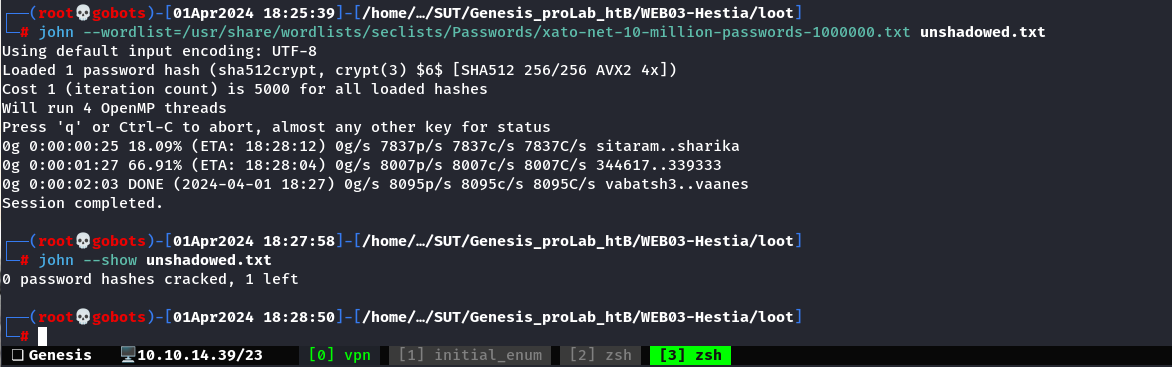 ┌──(root💀gobots)-[01Apr2024 18:25:39]-[/home/…/SUT/Genesis_proLab_htB/WEB03-Hestia/loot]
└─# john --wordlist=/usr/share/wordlists/seclists/Passwords/xato-net-10-million-passwords-1000000.txt unshadowed.txt
Using default input encoding: UTF-8
Loaded 1 password hash (sha512crypt, crypt(3) $6$ [SHA512 256/256 AVX2 4x])
Cost 1 (iteration count) is 5000 for all loaded hashes
Will run 4 OpenMP threads
Press 'q' or Ctrl-C to abort, almost any other key for status
0g 0:00:00:25 18.09% (ETA: 18:28:12) 0g/s 7837p/s 7837c/s 7837C/s sitaram..sharika
0g 0:00:01:27 66.91% (ETA: 18:28:04) 0g/s 8007p/s 8007c/s 8007C/s 344617..339333
0g 0:00:02:03 DONE (2024-04-01 18:27) 0g/s 8095p/s 8095c/s 8095C/s vabatsh3..vaanes
Session completed.
┌──(root💀gobots)-[01Apr2024 18:27:58]-[/home/…/SUT/Genesis_proLab_htB/WEB03-Hestia/loot]
└─# john --show unshadowed.txt
0 password hashes cracked, 1 left
┌──(root💀gobots)-[01Apr2024 18:28:50]-[/home/…/SUT/Genesis_proLab_htB/WEB03-Hestia/loot]
└─#
❏ Genesis 🖥10.10.14.39/23 [0] vpn [1] initial_enum [2] zsh [3] zsh